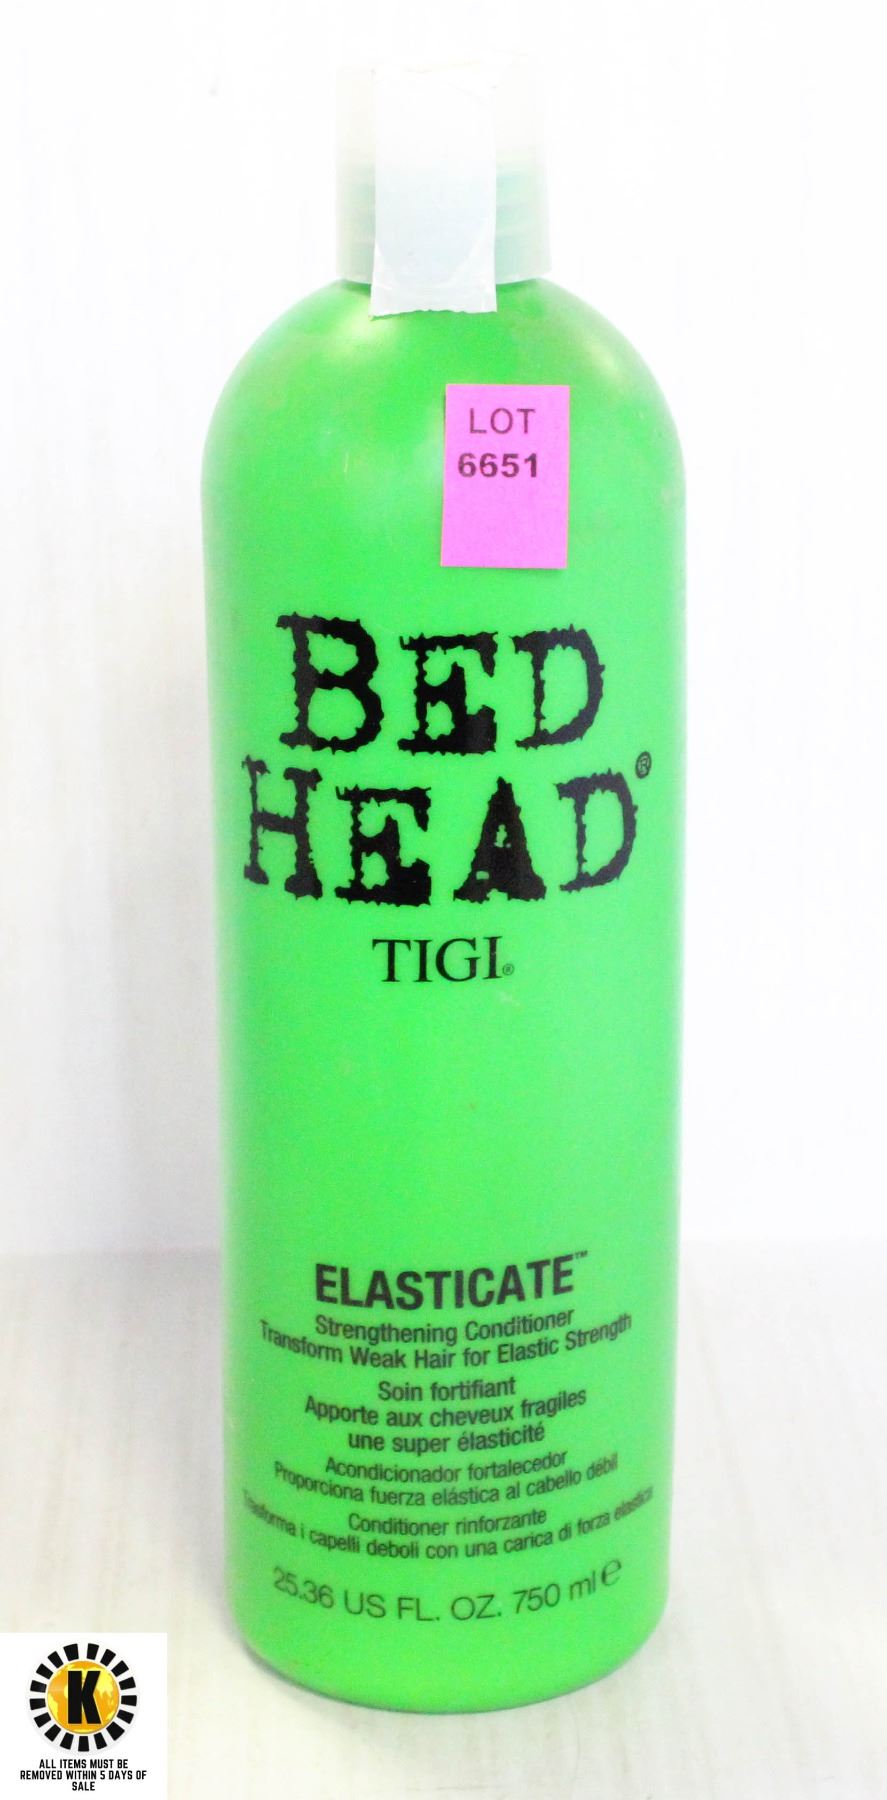 LOT
6651
BED
HEAD®
TIGI®
ELASTICATE™
Strengthening Conditioner
Transform Weak Hair for Elastic Strength
Soin fortifiant
Apporte aux cheveux fragiles
une super élasticité
Acondicionador fortalecedor
Proporciona fuerza elástica al cabello débil
Conditioner rinforzante
Trasforma i capelli deboli con una carica di forza elastica
25.36 US FL. OZ. 750 ml e
K
ALL ITEMS MUST BE
REMOVED WITHIN 5 DAYS OF
SALE